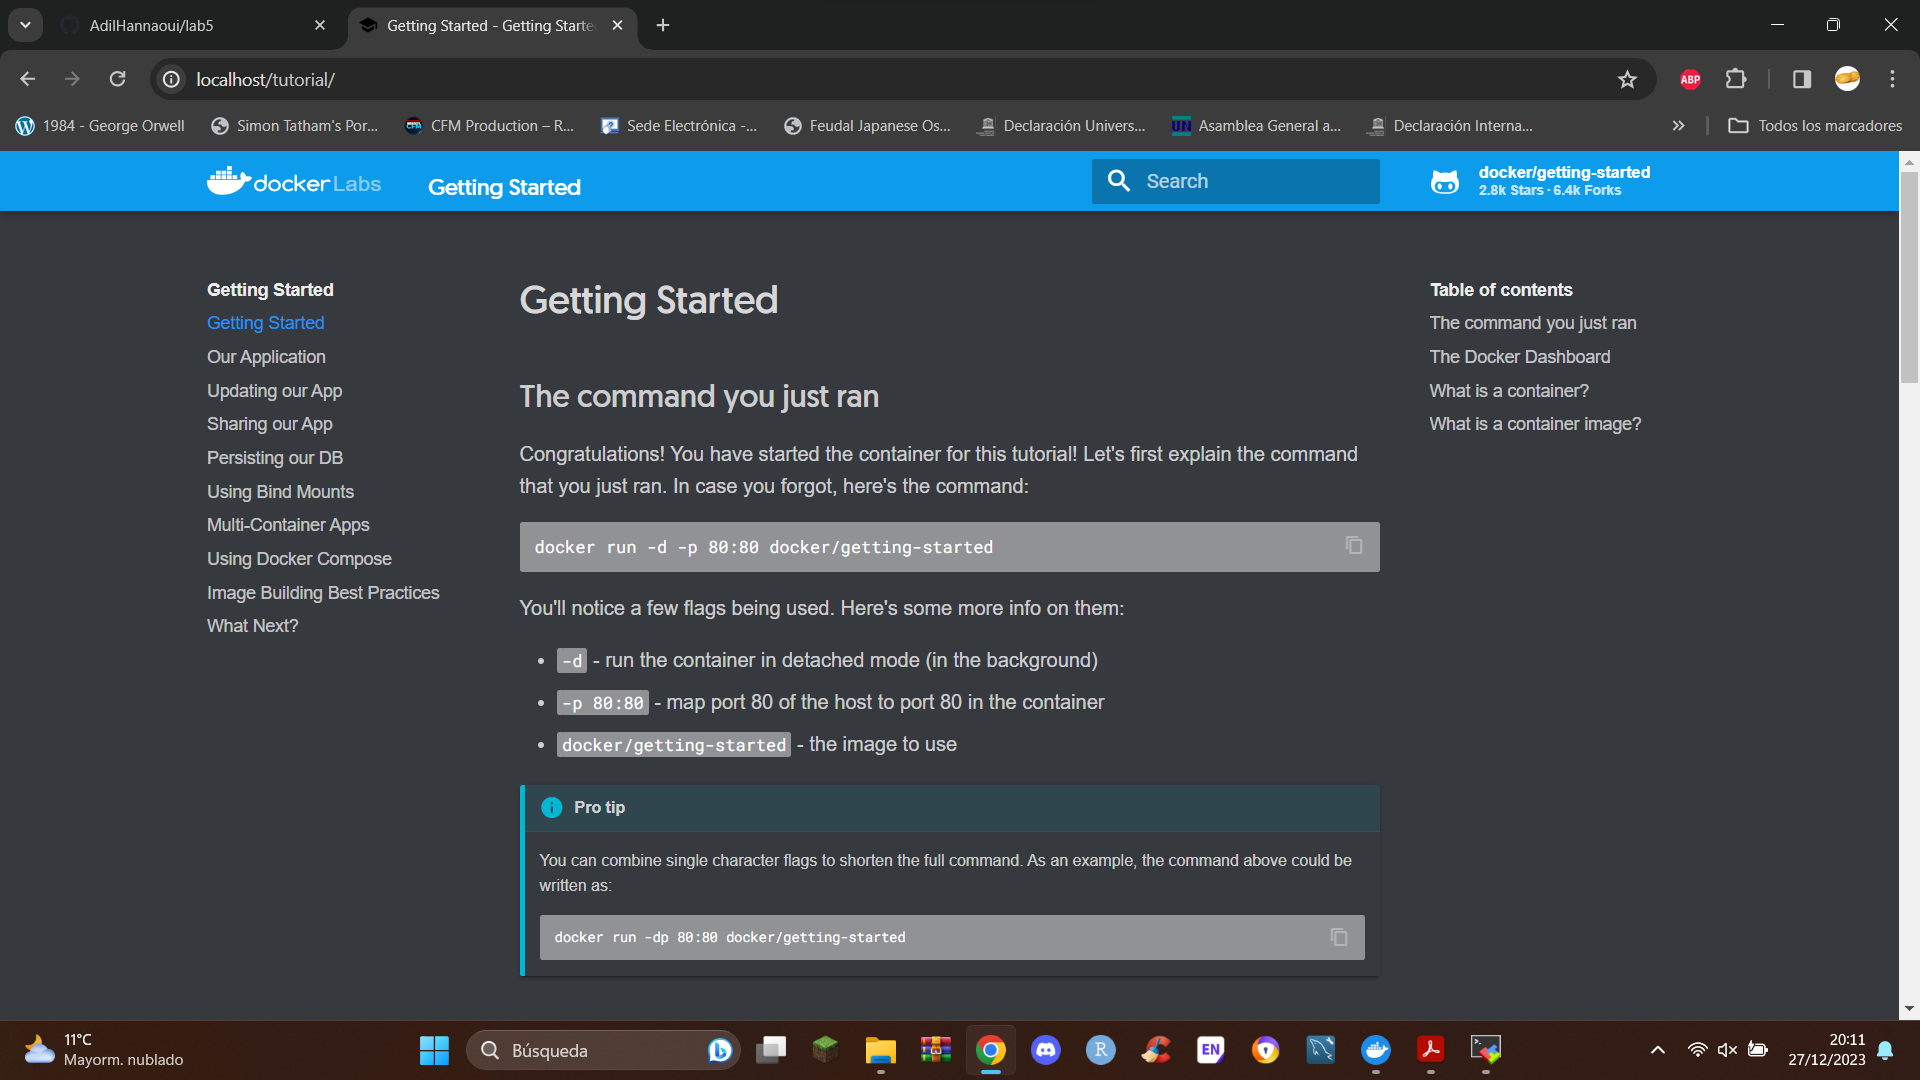 AdilHannaoui/lab5
Getting Started - Getting Starte
localhost/tutorial/
ABP
1984 - George Orwell
Simon Tatham's Por...
CFM Production – R...
Sede Electrónica -...
Feudal Japanese Os...
Declaración Univers...
UN Asamblea General a...
Declaración Interna...
Todos los marcadores
docker Labs
Getting Started
Search
docker/getting-started
2.8k Stars · 6.4k Forks
Getting Started
Getting Started
Our Application
Updating our App
Sharing our App
Persisting our DB
Using Bind Mounts
Multi-Container Apps
Using Docker Compose
Image Building Best Practices
What Next?
Getting Started
The command you just ran
Congratulations! You have started the container for this tutorial! Let's first explain the command
that you just ran. In case you forgot, here's the command:
docker run -d -p 80:80 docker/getting-started
You'll notice a few flags being used. Here's some more info on them:
-d - run the container in detached mode (in the background)
-p 80:80 - map port 80 of the host to port 80 in the container
docker/getting-started - the image to use
Pro tip
You can combine single character flags to shorten the full command. As an example, the command above could be
written as:
docker run -dp 80:80 docker/getting-started
Table of contents
The command you just ran
The Docker Dashboard
What is a container?
What is a container image?
11°C
Mayorm. nublado
Búsqueda
R
EN
20:11
27/12/2023